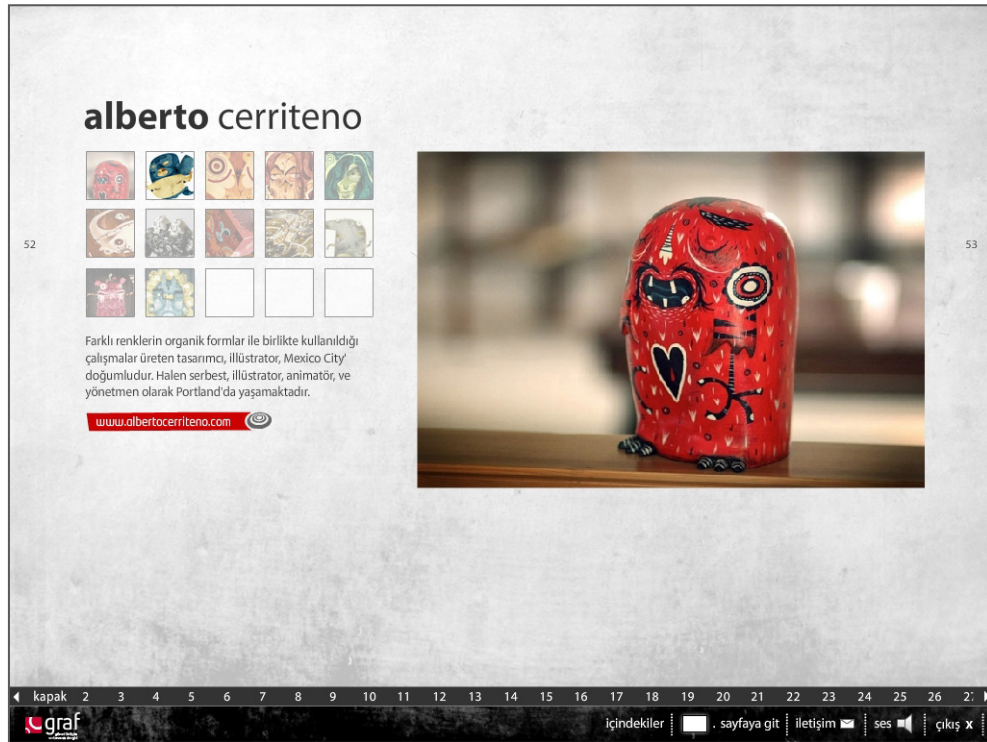 alberto cerriteno
52
53
Farklı renklerin organik formlar ile birlikte kullanıldığı
çalışmalar üreten tasarımcı, illüstrator, Mexico City'
doğumludur. Halen serbest, illüstrator, animatör, ve
yönetmen olarak Portland'da yaşamaktadır.
www.albertocerriteno.com
kapak 2 3 4 5 6 7 8 9 10 11 12 13 14 15 16 17 18 19 20 21 22 23 24 25 26
graf
içindekiler . sayfaya git iletişim ses çıkış x